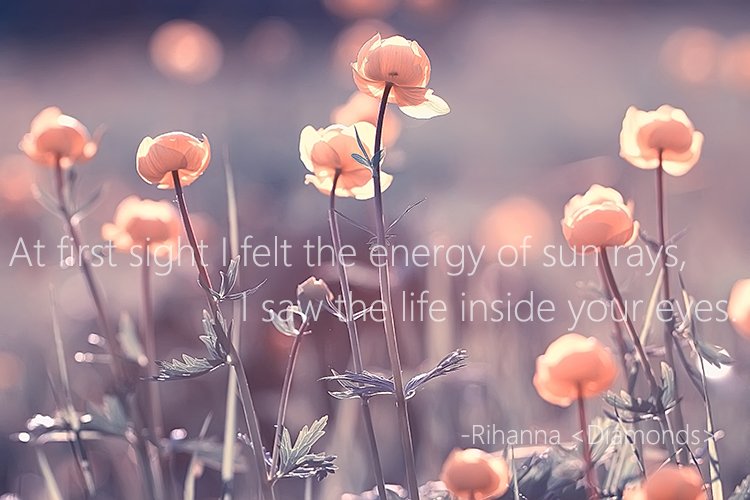 At first sight I felt the energy of sun rays,
I saw the life inside your eyes
-Rihanna <Diamonds>